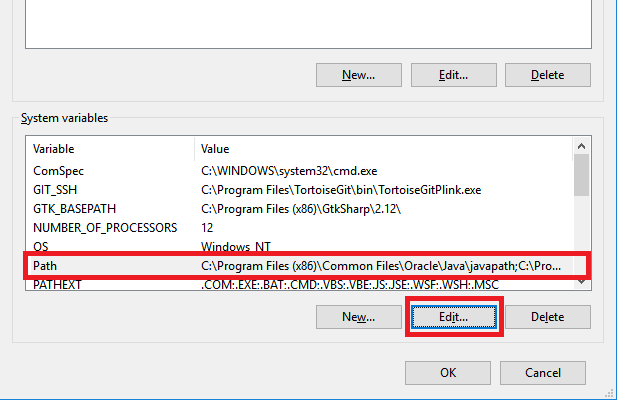 New... Edit... Delete
System variables
Variable Value
ComSpec C:\WINDOWS\system32\cmd.exe
GIT_SSH C:\Program Files\TortoiseGit\bin\TortoiseGitPlink.exe
GTK_BASEPATH C:\Program Files (x86)\GtkSharp\2.12\
NUMBER_OF_PROCESSORS 12
OS Windows_NT
Path C:\Program Files (x86)\Common Files\Oracle\Java\javapath;C:\Pro...
PATHEXT .COM;.EXE;.BAT;.CMD;.VBS;.VBE;.JS;.JSE;.WSF;.WSH;.MSC
New... Edit... Delete
OK Cancel